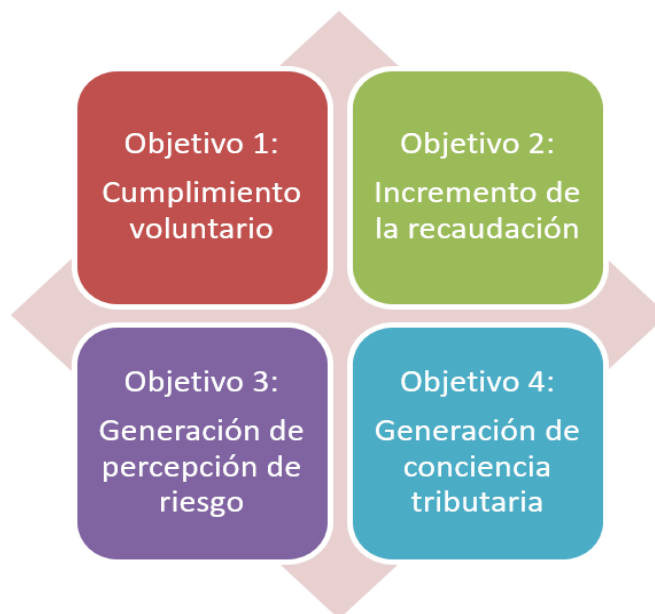 Objetivo 1:
Cumplimiento
voluntario
Objetivo 2:
Incremento de
la recaudación
Objetivo 3:
Generación de
percepción de
riesgo
Objetivo 4:
Generación de
conciencia
tributaria